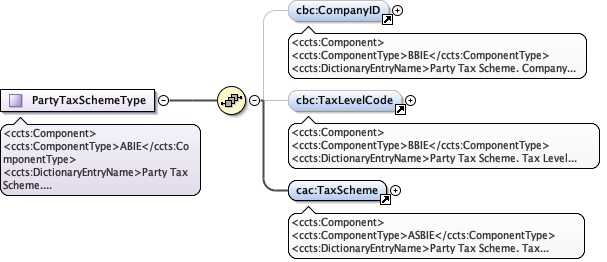 cbc:CompanyID
<ccts:Component>
<ccts:ComponentType>BBIE</ccts:ComponentType>
<ccts:DictionaryEntryName>Party Tax Scheme. Company...
PartyTaxSchemeType
<ccts:Component>
<ccts:ComponentType>ABIE</ccts:Co
mponentType>
<ccts:DictionaryEntryName>Party Tax
Scheme....
cbc:TaxLevelCode
<ccts:Component>
<ccts:ComponentType>BBIE</ccts:ComponentType>
<ccts:DictionaryEntryName>Party Tax Scheme. Tax Level...
cac:TaxScheme
<ccts:Component>
<ccts:ComponentType>ASBIE</ccts:ComponentType>
<ccts:DictionaryEntryName>Party Tax Scheme. Tax...